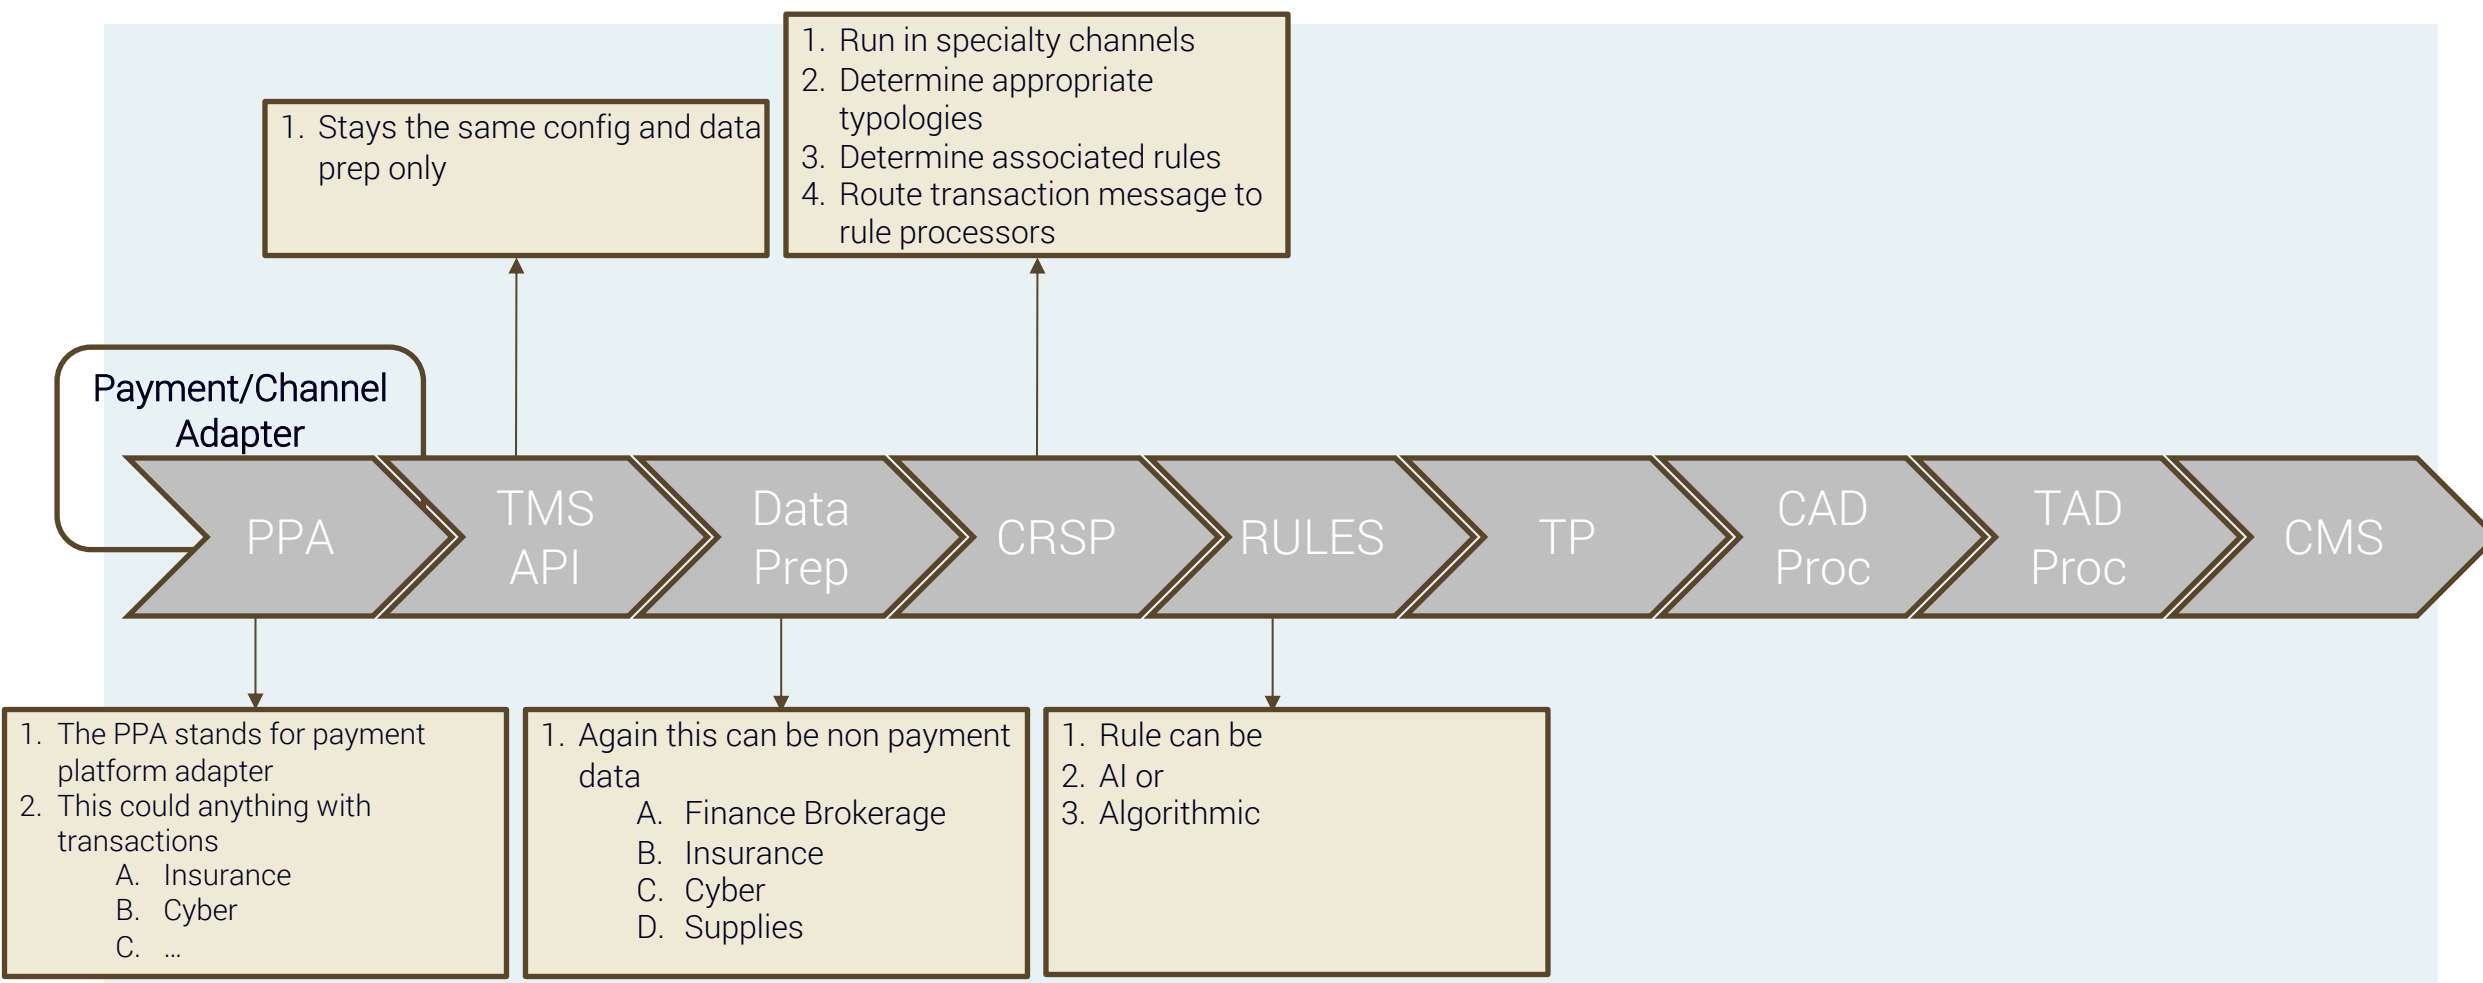 1. Run in specialty channels
2. Determine appropriate
typologies
3. Determine associated rules
4. Route transaction message to
rule processors
1. Stays the same config and data
prep only
Payment/Channel
Adapter
PPA
TMS
API
Data
Prep
CRSP
RULES
TP
CAD
Proc
TAD
Proc
CMS
1. The PPA stands for payment
platform adapter
2. This could anything with
transactions
A. Insurance
B. Cyber
C. ...
1. Again this can be non payment
data
A. Finance Brokerage
B. Insurance
C. Cyber
D. Supplies
1. Rule can be
2. AI or
3. Algorithmic